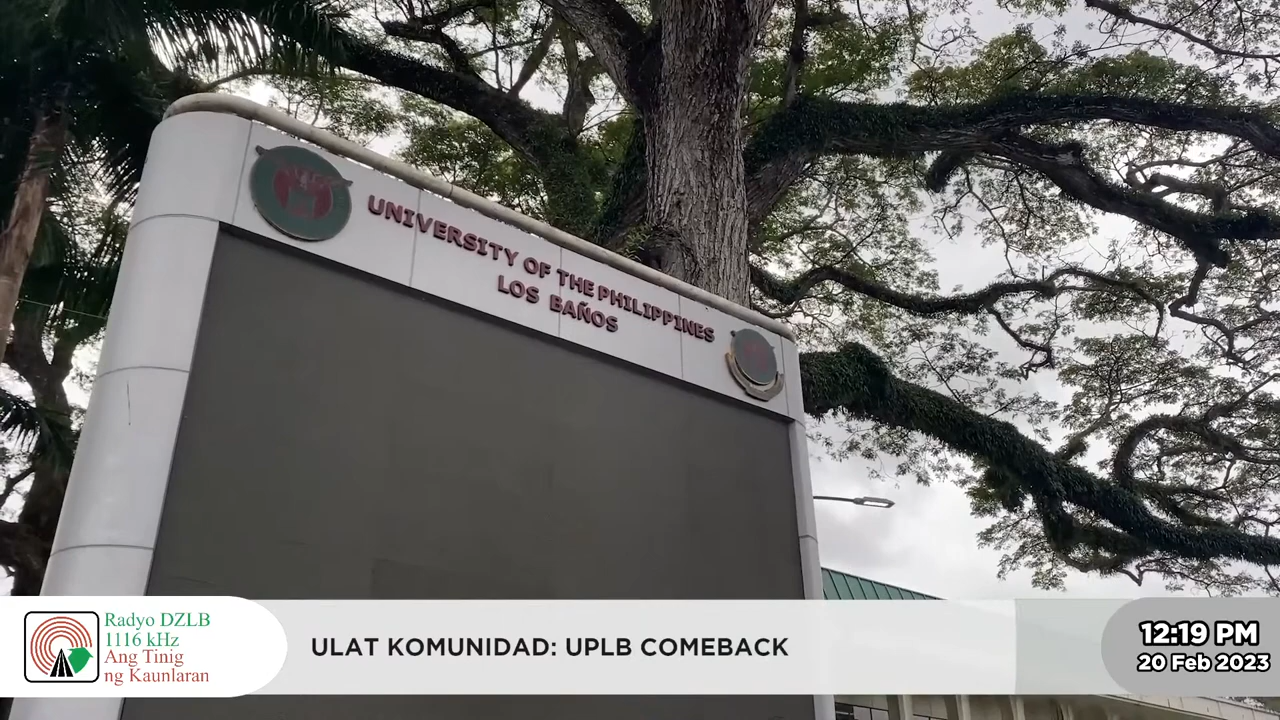 UNIVERSITY OF THE PHILIPPINES
LOS BAÑOS
Radyo DZLB
1116 kHz
Ang Tinig
ng Kaunlaran
ULAT KOMUNIDAD: UPLB COMEBACK
12:19 PM
20 Feb 2023